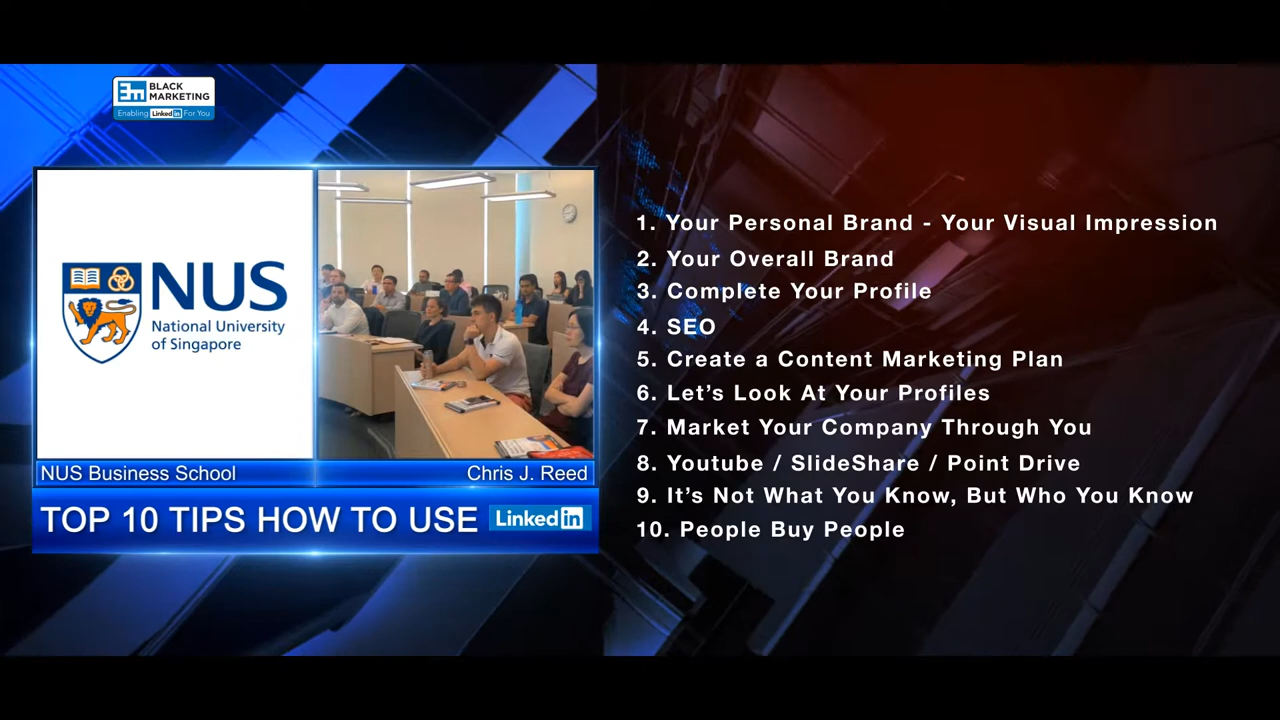 BLACK
MARKETING
Enabling Linked in For You
NUS
National University
of Singapore
NUS Business School
Chris J. Reed
TOP 10 TIPS HOW TO USE Linked in
1. Your Personal Brand - Your Visual Impression
2. Your Overall Brand
3. Complete Your Profile
4. SEO
5. Create a Content Marketing Plan
6. Let’s Look At Your Profiles
7. Market Your Company Through You
8. Youtube / SlideShare / Point Drive
9. It’s Not What You Know, But Who You Know
10. People Buy People